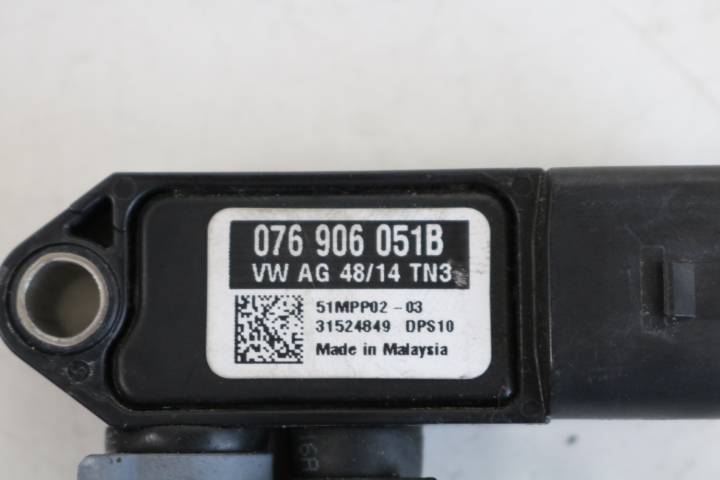 076 906 051B
VW AG 48/14 TN3
51MPP02-03
31524849 DPS10
Made in Malaysia